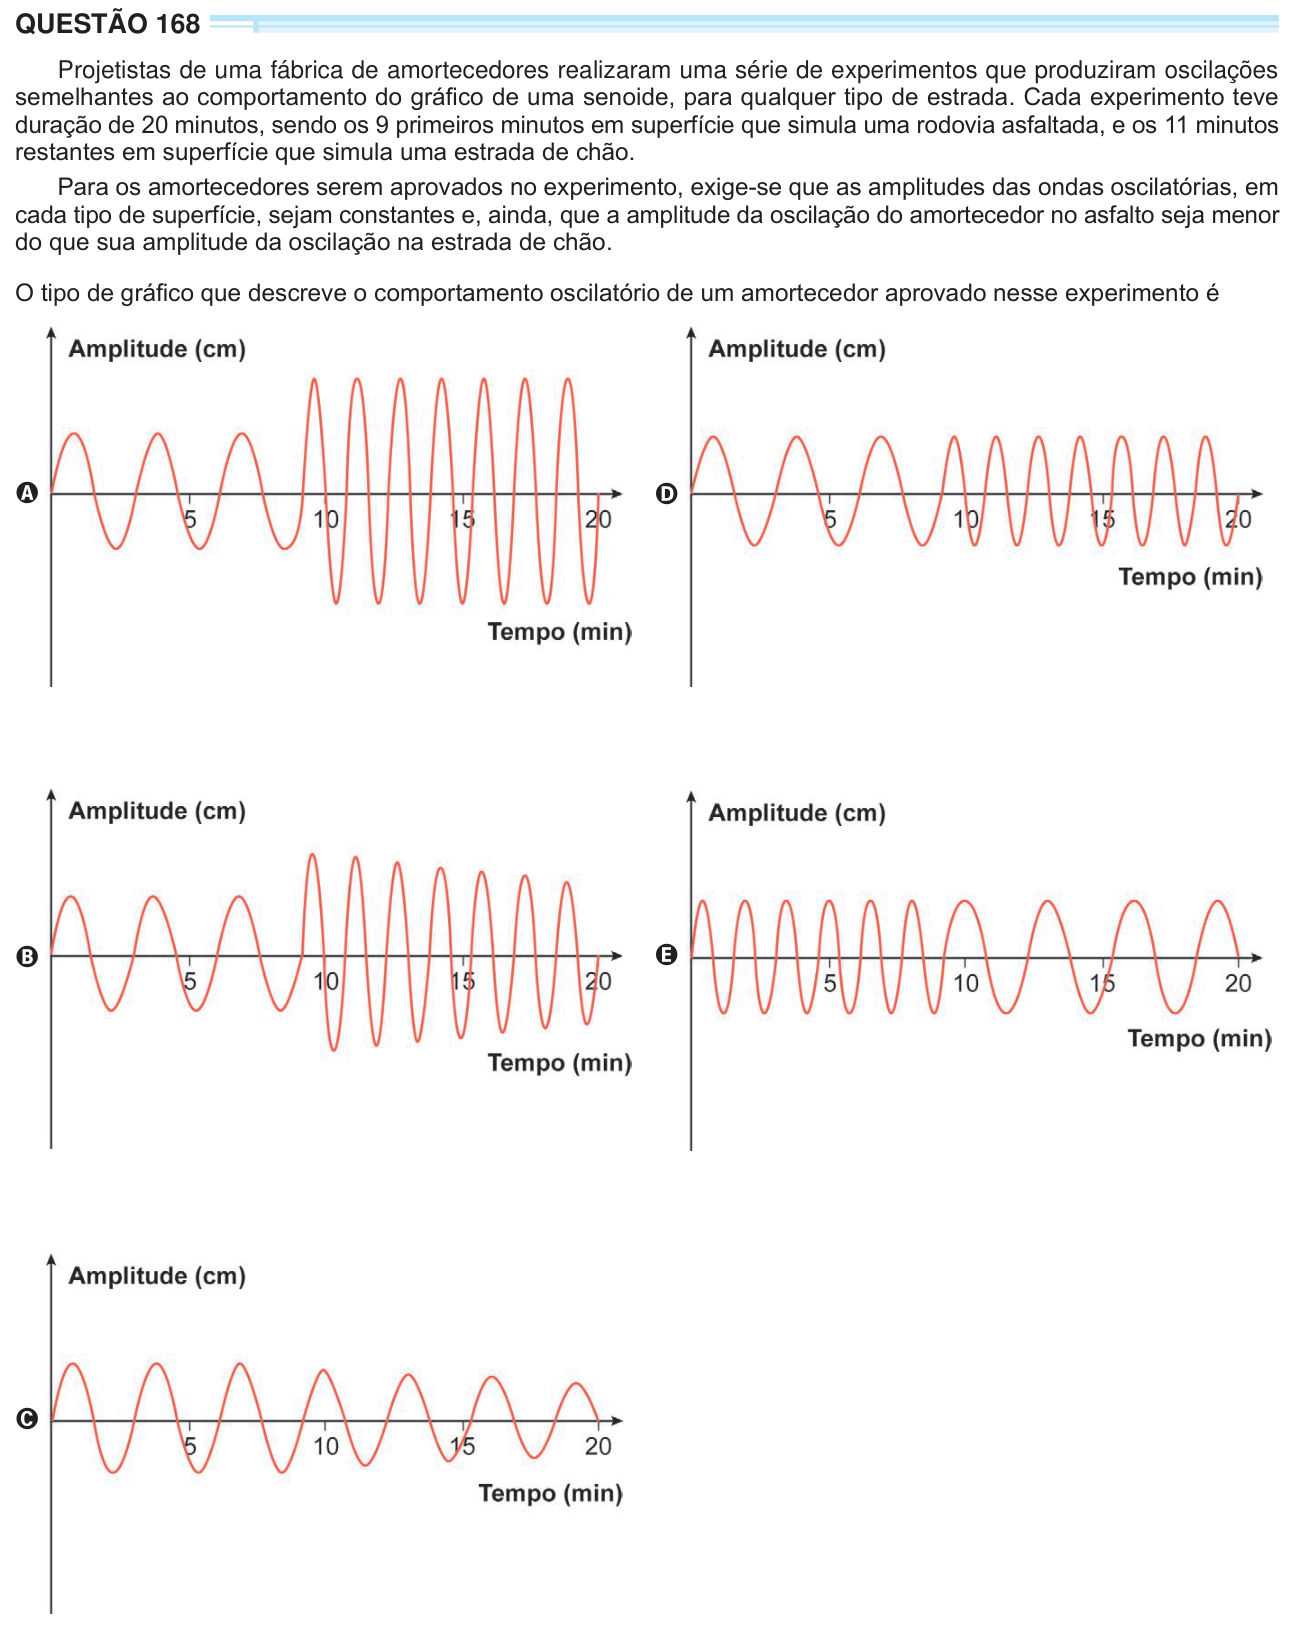 QUESTÃO 168
Projetistas de uma fábrica de amortecedores realizaram uma série de experimentos que produziram oscilações
semelhantes ao comportamento do gráfico de uma senoide, para qualquer tipo de estrada. Cada experimento teve
duração de 20 minutos, sendo os 9 primeiros minutos em superfície que simula uma rodovia asfaltada, e os 11 minutos
restantes em superfície que simula uma estrada de chão.
Para os amortecedores serem aprovados no experimento, exige-se que as amplitudes das ondas oscilatórias, em
cada tipo de superfície, sejam constantes e, ainda, que a amplitude da oscilação do amortecedor no asfalto seja menor
do que sua amplitude da oscilação na estrada de chão.
O tipo de gráfico que descreve o comportamento oscilatório de um amortecedor aprovado nesse experimento é
Amplitude (cm)
A
5 10 15 20
Tempo (min)
Amplitude (cm)
B
5 10 15 20
Tempo (min)
Amplitude (cm)
C
5 10 15 20
Tempo (min)
Amplitude (cm)
D
5 10 15 20
Tempo (min)
Amplitude (cm)
E
5 10 15 20
Tempo (min)